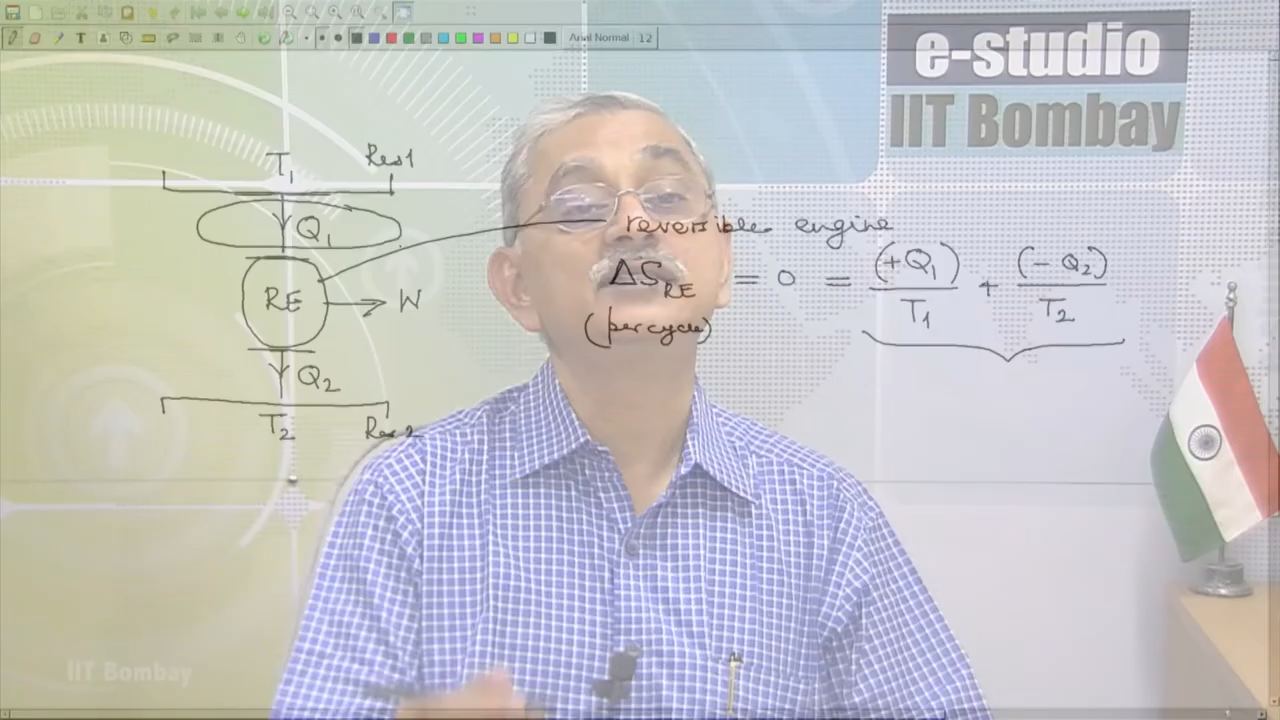 Arial Normal 12
e-studio
IIT Bombay
T₁ Res1
Q₁
RE W
Q₂
T₂ Res2
reversible engine
ΔS_RE = 0 = (+Q₁)/T₁ + (-Q₂)/T₂
(per cycle)
IIT Bombay